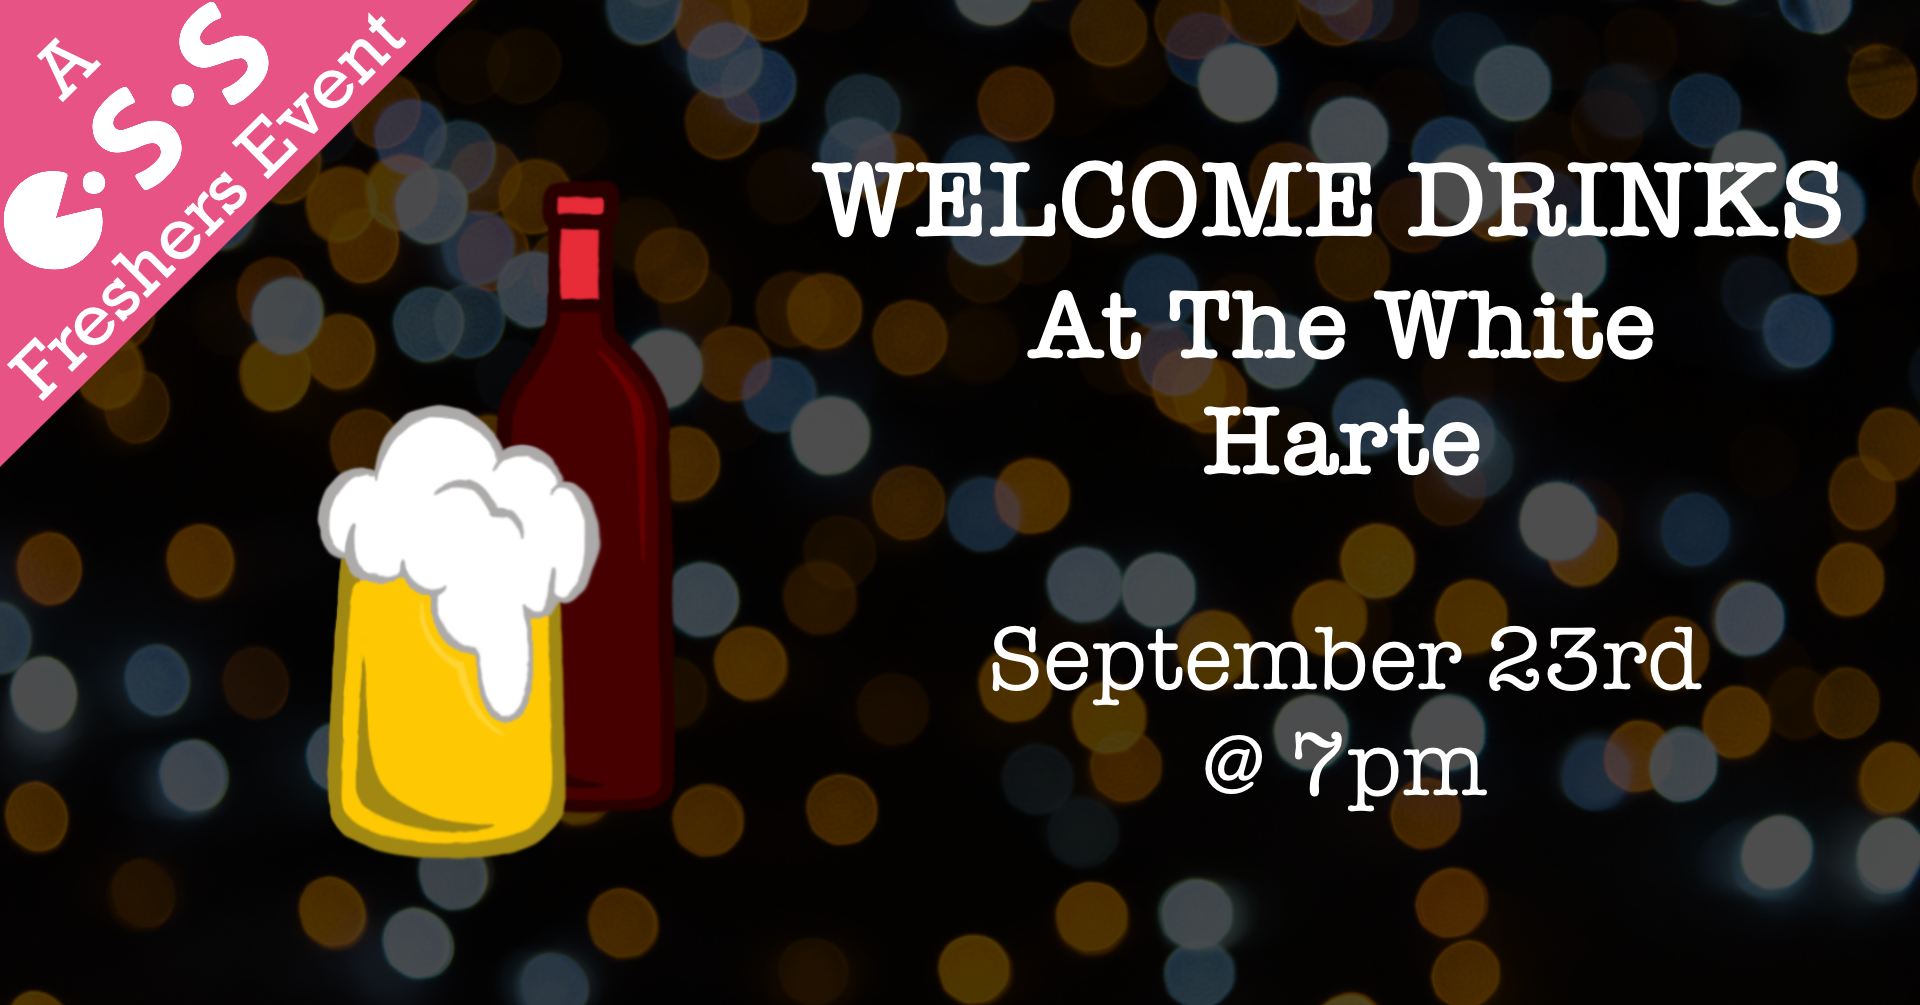 A
C.S.S
Freshers Event
WELCOME DRINKS
At The White
Harte
September 23rd
@ 7pm